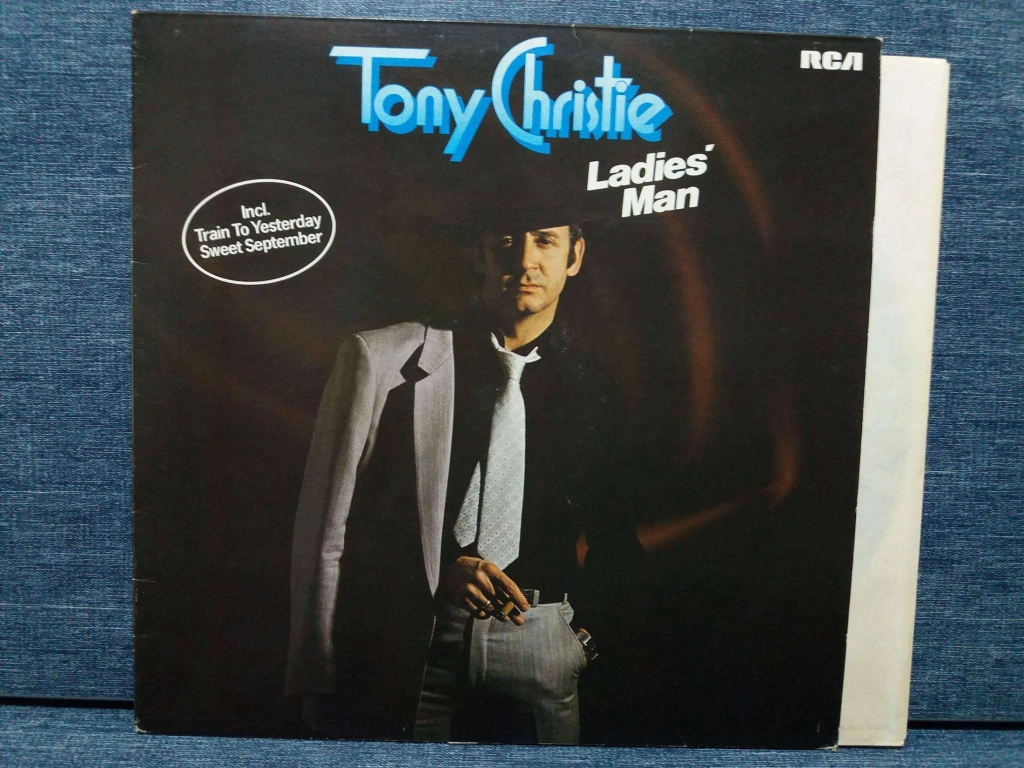 Tony Christie
RCA
Ladies'
Man
Incl.
Train To Yesterday
Sweet September